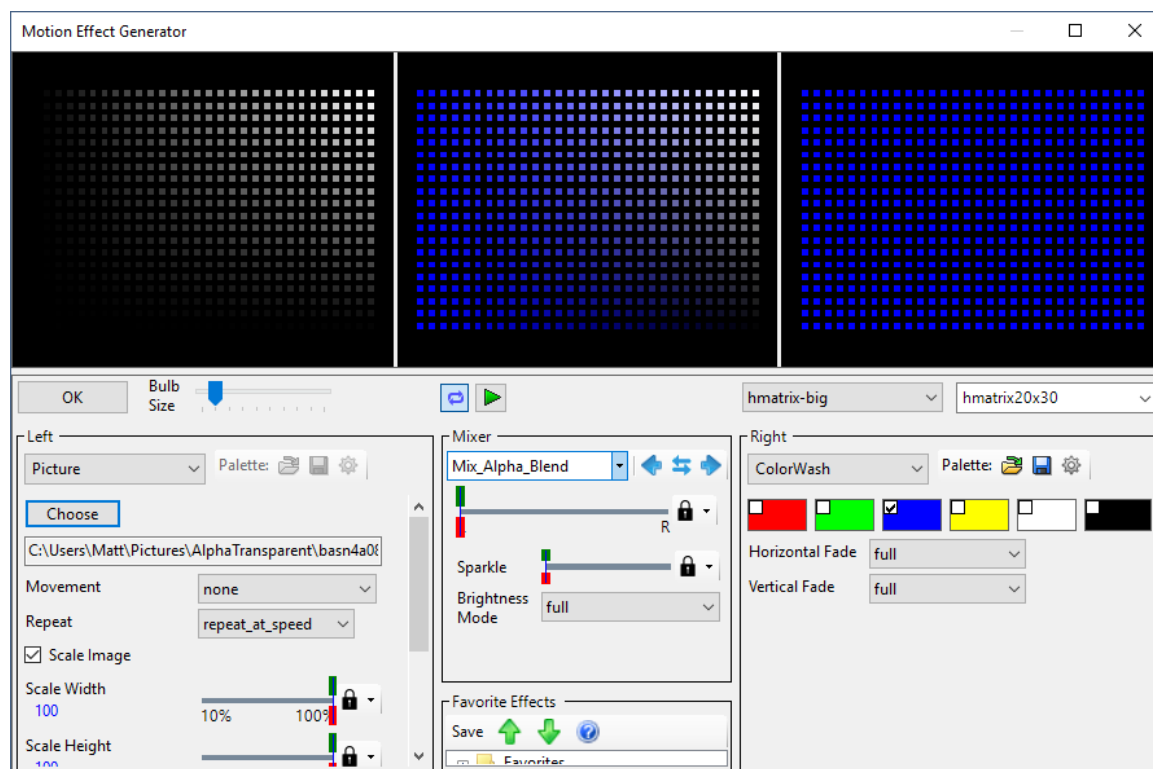 Motion Effect Generator
OK
Bulb Size
hmatrix-big
hmatrix20x30
Left
Picture
Palette:
Choose
C:\Users\Matt\Pictures\AlphaTransparent\basn4a08
Movement
none
Repeat
repeat_at_speed
Scale Image
Scale Width
100
10%
100%
Scale Height
100
Mixer
Mix_Alpha_Blend
R
Sparkle
Brightness Mode
full
Favorite Effects
Save
Favorites
Right
ColorWash
Palette:
Horizontal Fade
full
Vertical Fade
full